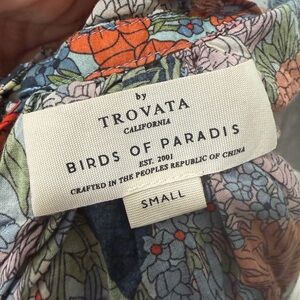 by
TROVATA
CALIFORNIA
BIRDS OF PARADIS
EST. 2001
CRAFTED IN THE PEOPLES REPUBLIC OF CHINA
SMALL